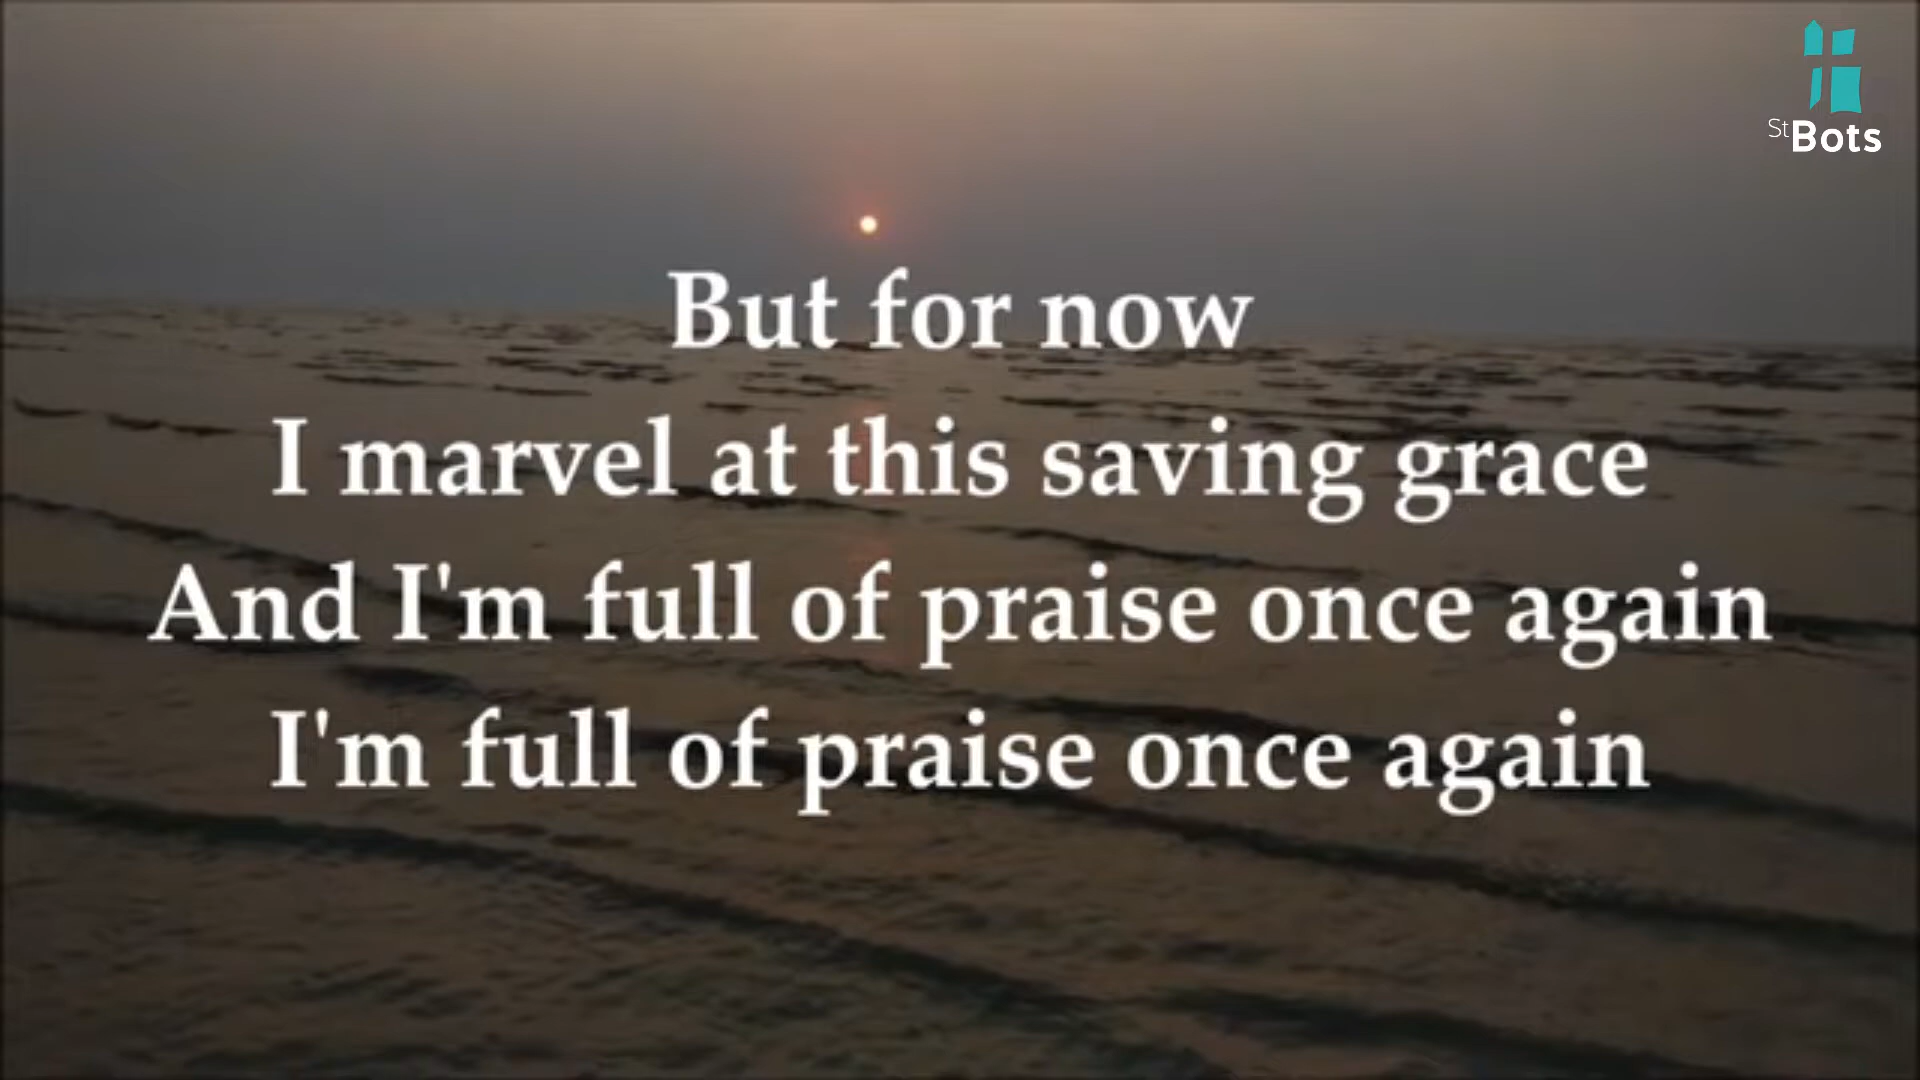 St Bots
But for now
I marvel at this saving grace
And I'm full of praise once again
I'm full of praise once again